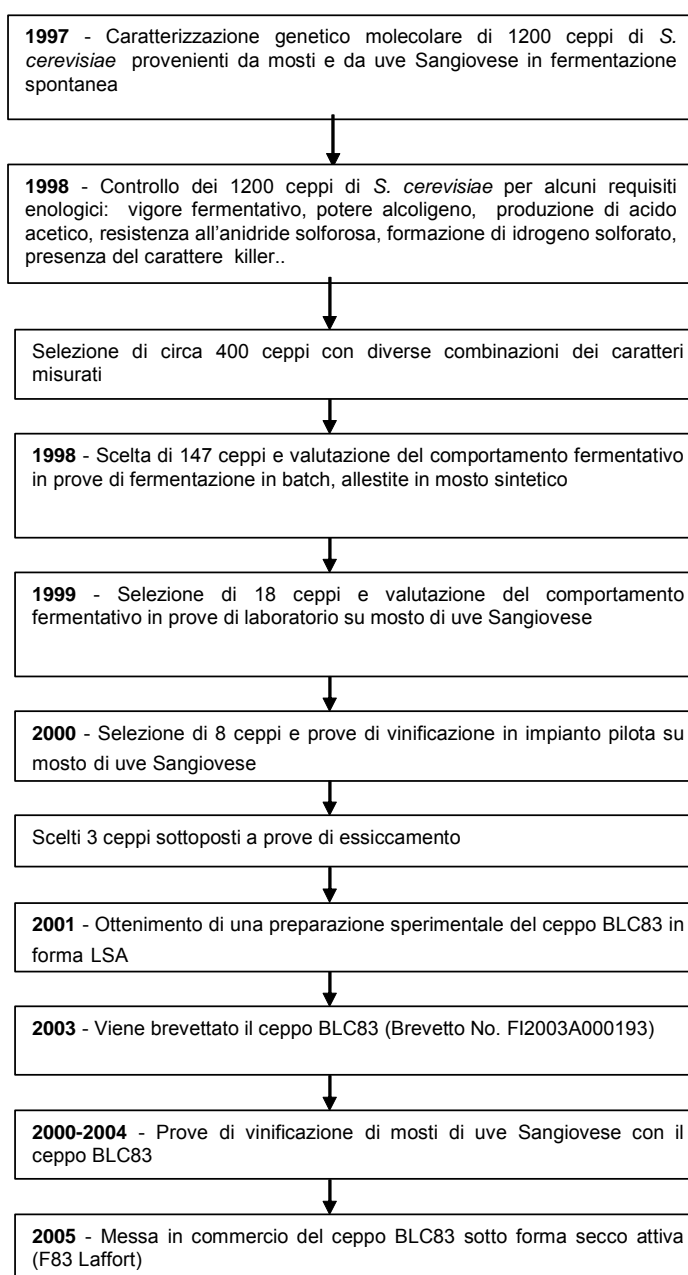 1997 - Caratterizzazione genetico molecolare di 1200 ceppi di S.
cerevisiae provenienti da mosti e da uve Sangiovese in fermentazione
spontanea
1998 - Controllo dei 1200 ceppi di S. cerevisiae per alcuni requisiti
enologici: vigore fermentativo, potere alcoligeno, produzione di acido
acetico, resistenza all'anidride solforosa, formazione di idrogeno solforato,
presenza del carattere killer..
Selezione di circa 400 ceppi con diverse combinazioni dei caratteri
misurati
1998 - Scelta di 147 ceppi e valutazione del comportamento fermentativo
in prove di fermentazione in batch, allestite in mosto sintetico
1999 - Selezione di 18 ceppi e valutazione del comportamento
fermentativo in prove di laboratorio su mosto di uve Sangiovese
2000 - Selezione di 8 ceppi e prove di vinificazione in impianto pilota su
mosto di uve Sangiovese
Scelti 3 ceppi sottoposti a prove di essiccamento
2001 - Ottenimento di una preparazione sperimentale del ceppo BLC83 in
forma LSA
2003 - Viene brevettato il ceppo BLC83 (Brevetto No. FI2003A000193)
2000-2004 - Prove di vinificazione di mosti di uve Sangiovese con il
ceppo BLC83
2005 - Messa in commercio del ceppo BLC83 sotto forma secco attiva
(F83 Laffort)